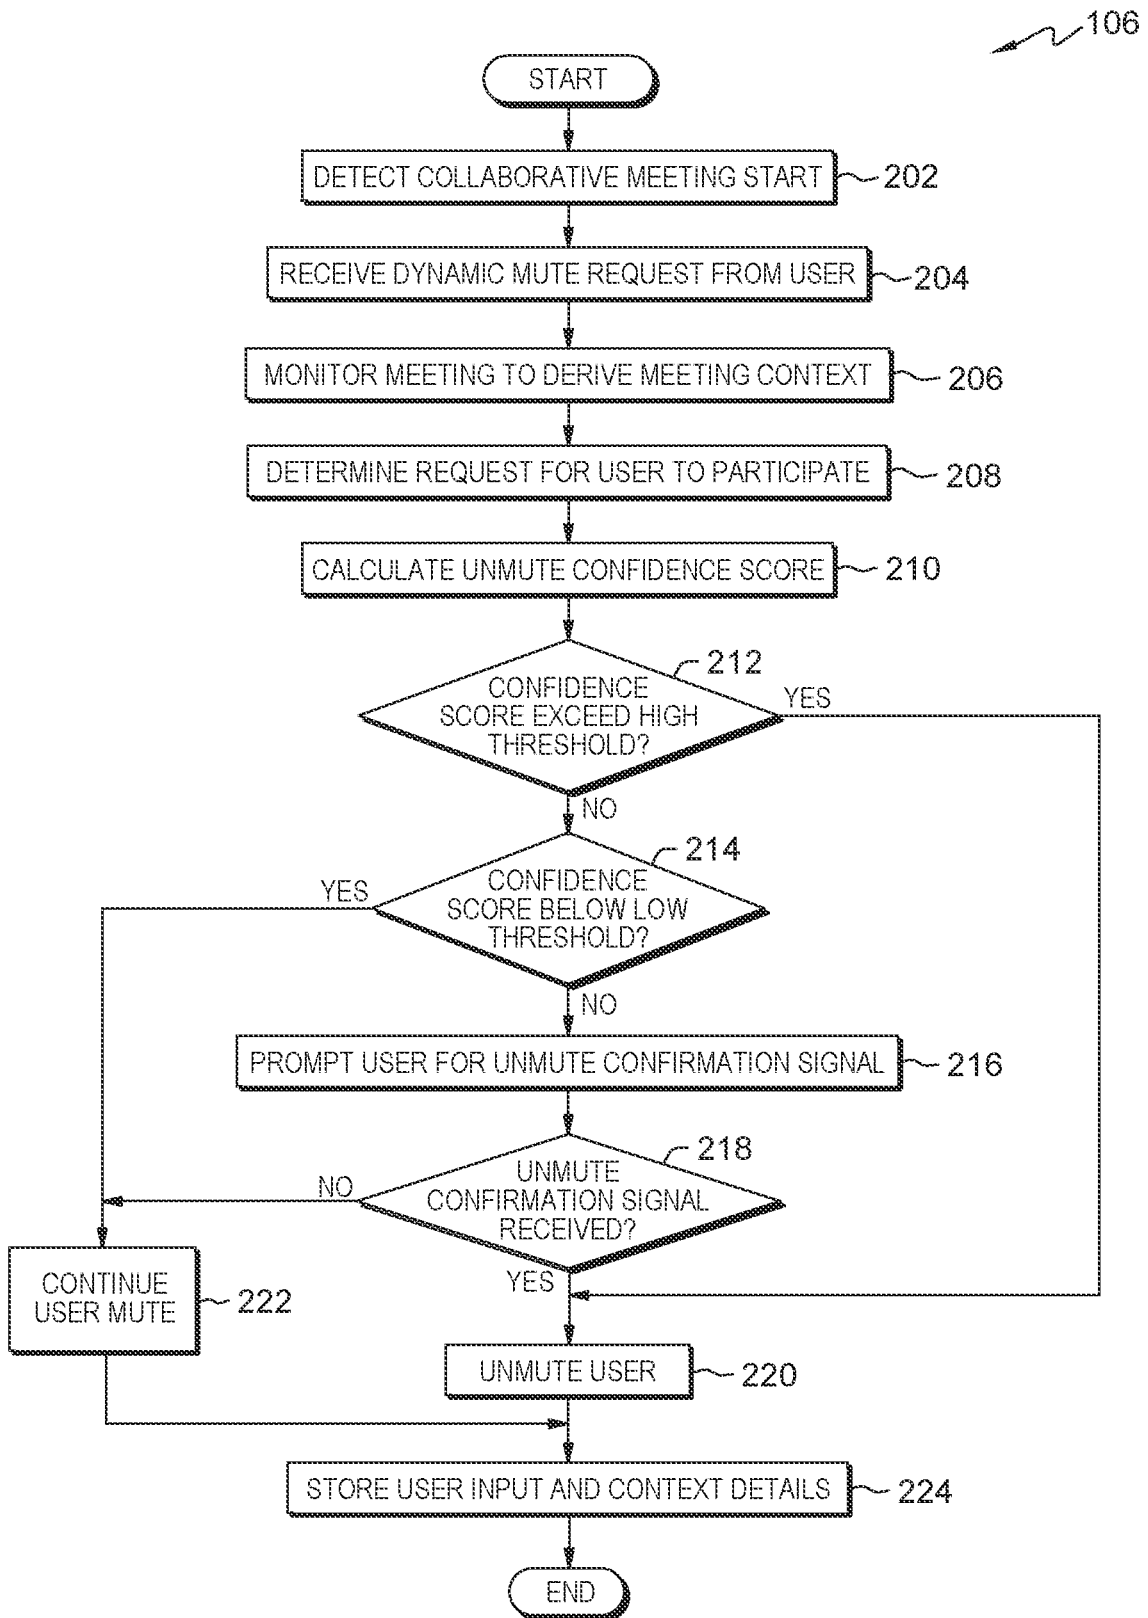 106
START
DETECT COLLABORATIVE MEETING START
202
RECEIVE DYNAMIC MUTE REQUEST FROM USER
204
MONITOR MEETING TO DERIVE MEETING CONTEXT
206
DETERMINE REQUEST FOR USER TO PARTICIPATE
208
CALCULATE UNMUTE CONFIDENCE SCORE
210
212
CONFIDENCE
SCORE EXCEED HIGH
THRESHOLD?
YES
NO
214
YES
CONFIDENCE
SCORE BELOW LOW
THRESHOLD?
NO
PROMPT USER FOR UNMUTE CONFIRMATION SIGNAL
216
218
NO
UNMUTE
CONFIRMATION SIGNAL
RECEIVED?
YES
CONTINUE
USER MUTE
222
UNMUTE USER
220
STORE USER INPUT AND CONTEXT DETAILS
224
END